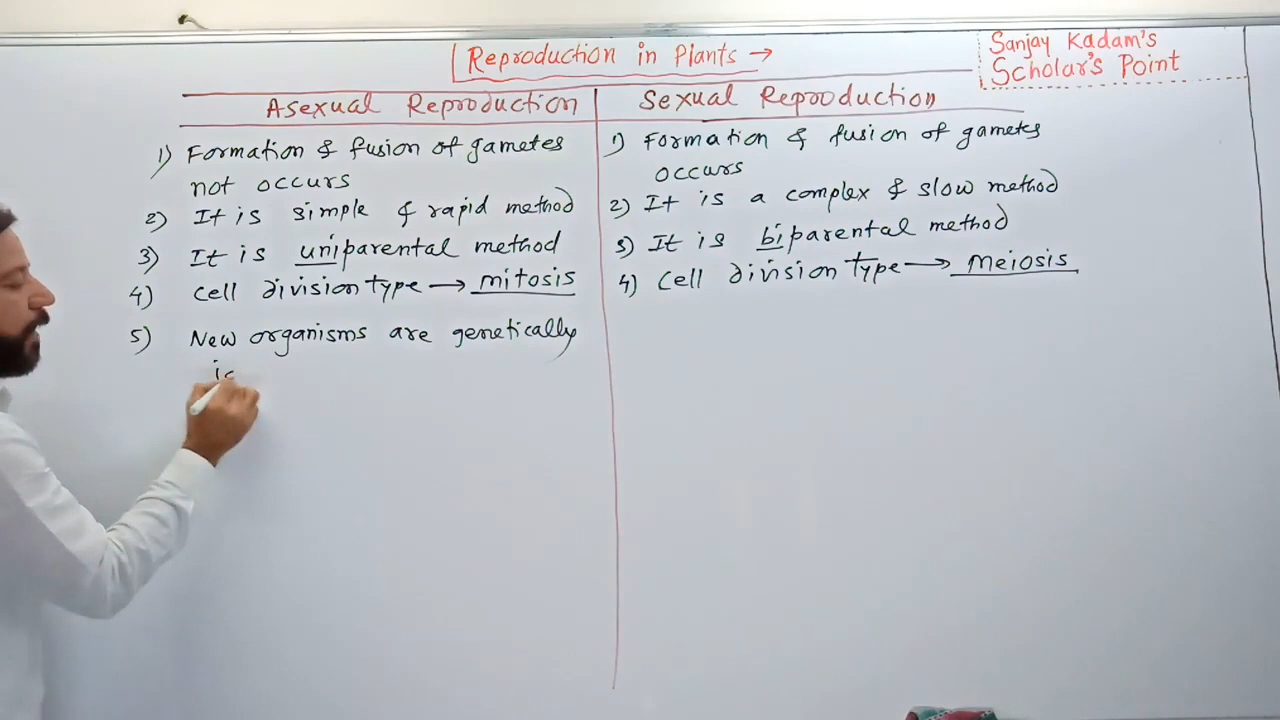 Reproduction in Plants →
Sanjay Kadam's
Scholar's Point
Asexual Reproduction
1) Formation & fusion of gametes
not occurs
2) It is simple & rapid method
3) It is uniparental method
4) Cell division type → mitosis
5) New organisms are genetically
Sexual Reproduction
1) Formation & fusion of gametes
occurs
2) It is a complex & slow method
3) It is biparental method
4) Cell division type → meiosis